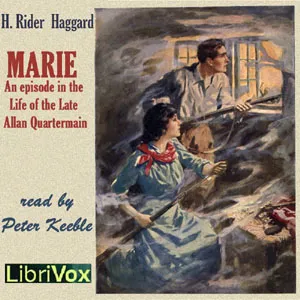 H. Rider Haggard
MARIE
An episode in the
Life of the Late
Allan Quartermain
read by
Peter Keeble
LibriVox